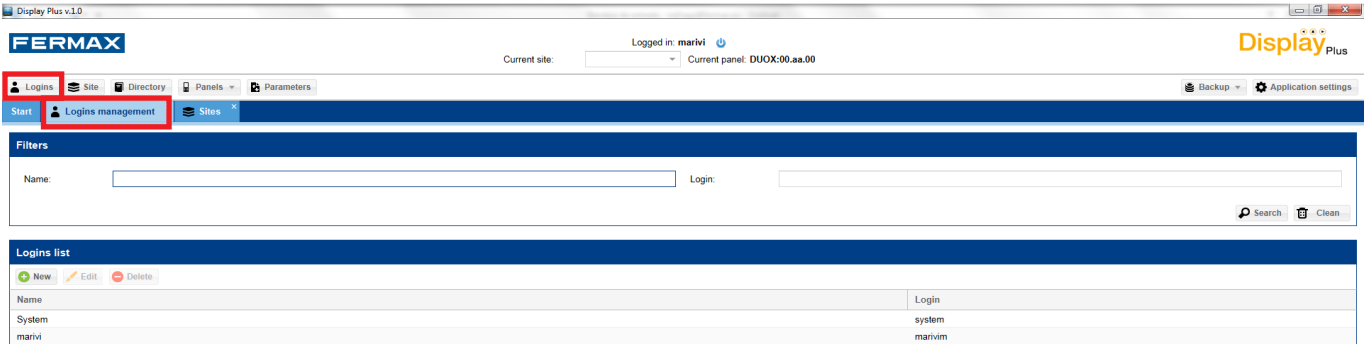 Display Plus v.1.0
FERMAX
Logged in: marivi
Display Plus
Current site: Current panel: DUOX:00.aa.00
Logins Site Directory Panels Parameters Backup Application settings
Start Logins management Sites ×
Filters
Name: Login:
Search Clean
Logins list
New Edit Delete
Name Login
System system
marivi marivim